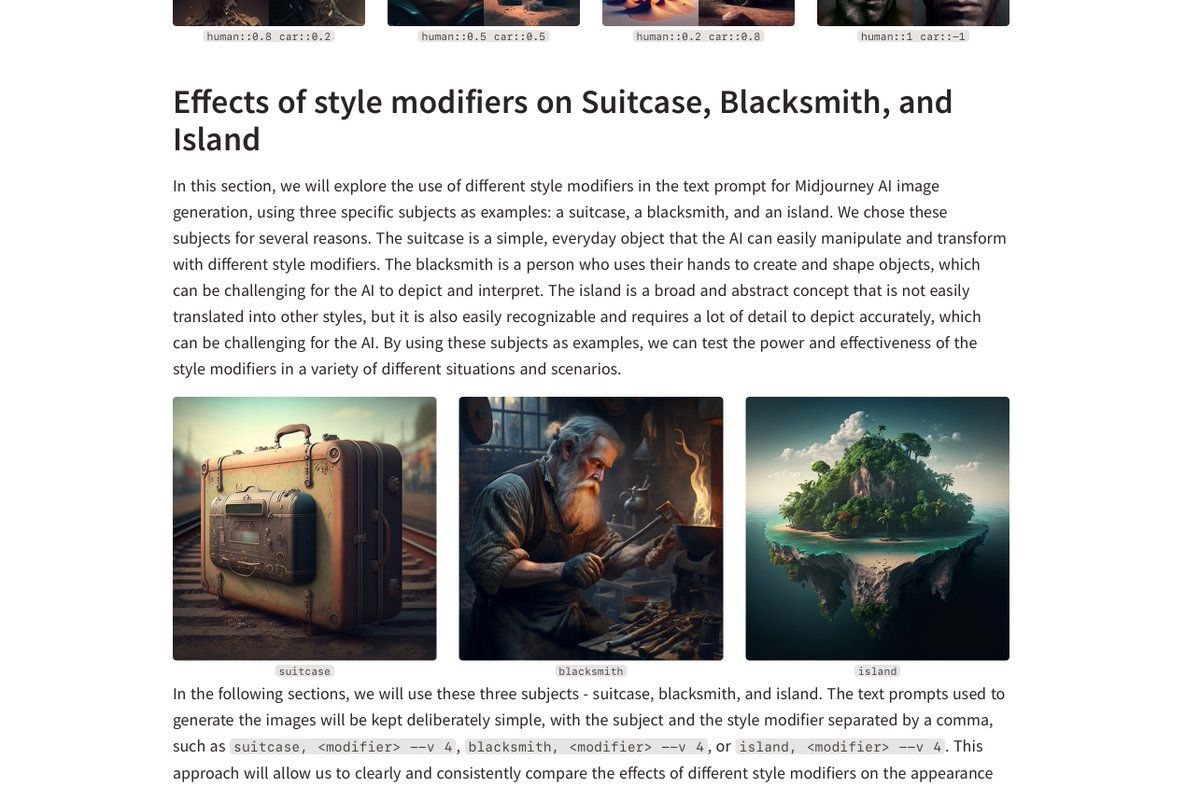 human::0.8 car::0.2
human::0.5 car::0.5
human::0.2 car::0.8
human::1 car::-1
Effects of style modifiers on Suitcase, Blacksmith, and
Island
In this section, we will explore the use of different style modifiers in the text prompt for Midjourney AI image
generation, using three specific subjects as examples: a suitcase, a blacksmith, and an island. We chose these
subjects for several reasons. The suitcase is a simple, everyday object that the AI can easily manipulate and transform
with different style modifiers. The blacksmith is a person who uses their hands to create and shape objects, which
can be challenging for the AI to depict and interpret. The island is a broad and abstract concept that is not easily
translated into other styles, but it is also easily recognizable and requires a lot of detail to depict accurately, which
can be challenging for the AI. By using these subjects as examples, we can test the power and effectiveness of the
style modifiers in a variety of different situations and scenarios.
suitcase
blacksmith
island
In the following sections, we will use these three subjects - suitcase, blacksmith, and island. The text prompts used to
generate the images will be kept deliberately simple, with the subject and the style modifier separated by a comma,
such as suitcase, <modifier> --v 4, blacksmith, <modifier> --v 4, or island, <modifier> --v 4. This
approach will allow us to clearly and consistently compare the effects of different style modifiers on the appearance